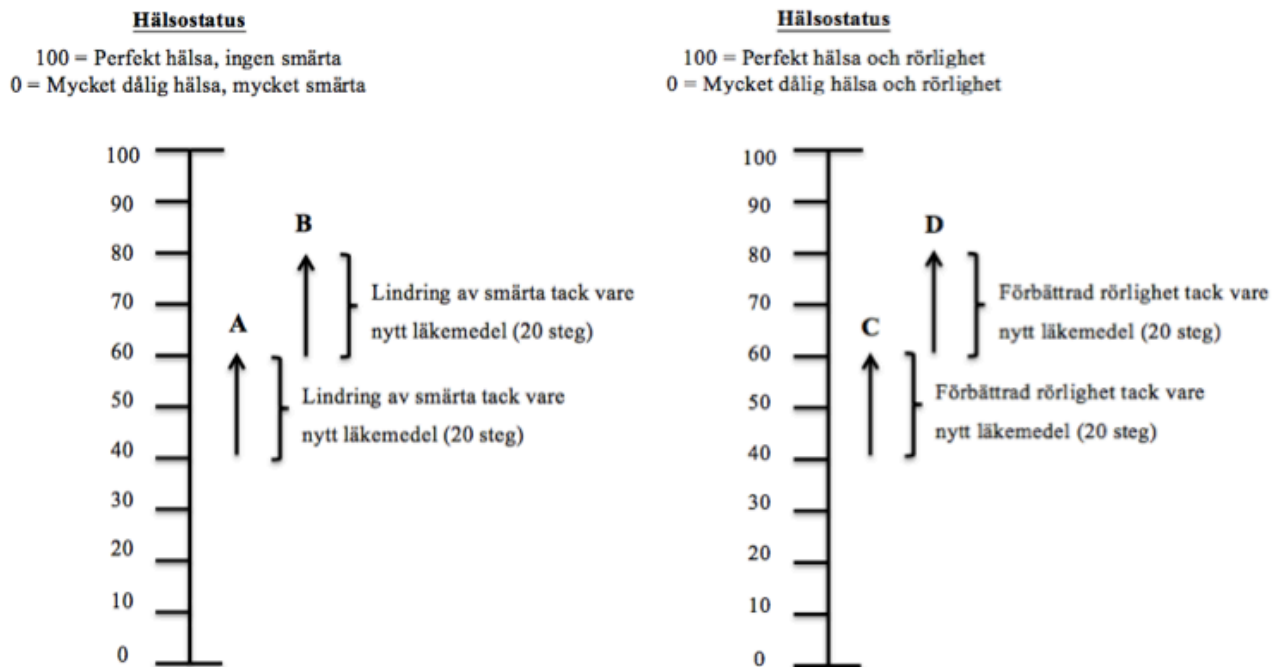 Hälsostatus
100 = Perfekt hälsa, ingen smärta
0 = Mycket dålig hälsa, mycket smärta
100
90
80
70
60
50
40
30
20
10
0
B
Lindring av smärta tack vare
nytt läkemedel (20 steg)
A
Lindring av smärta tack vare
nytt läkemedel (20 steg)
Hälsostatus
100 = Perfekt hälsa och rörlighet
0 = Mycket dålig hälsa och rörlighet
100
90
80
70
60
50
40
30
20
10
0
D
Förbättrad rörlighet tack vare
nytt läkemedel (20 steg)
C
Förbättrad rörlighet tack vare
nytt läkemedel (20 steg)